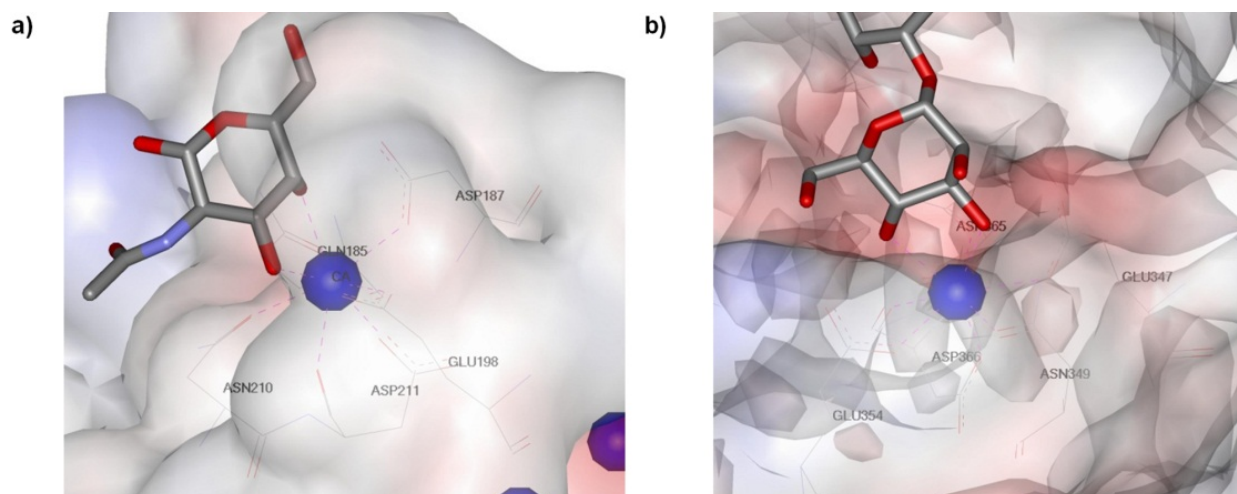 a)
b)
ASP187
GLN185
CA
GLU198
ASN210
ASP211
GLU347
ASP366
ASN349
GLU354